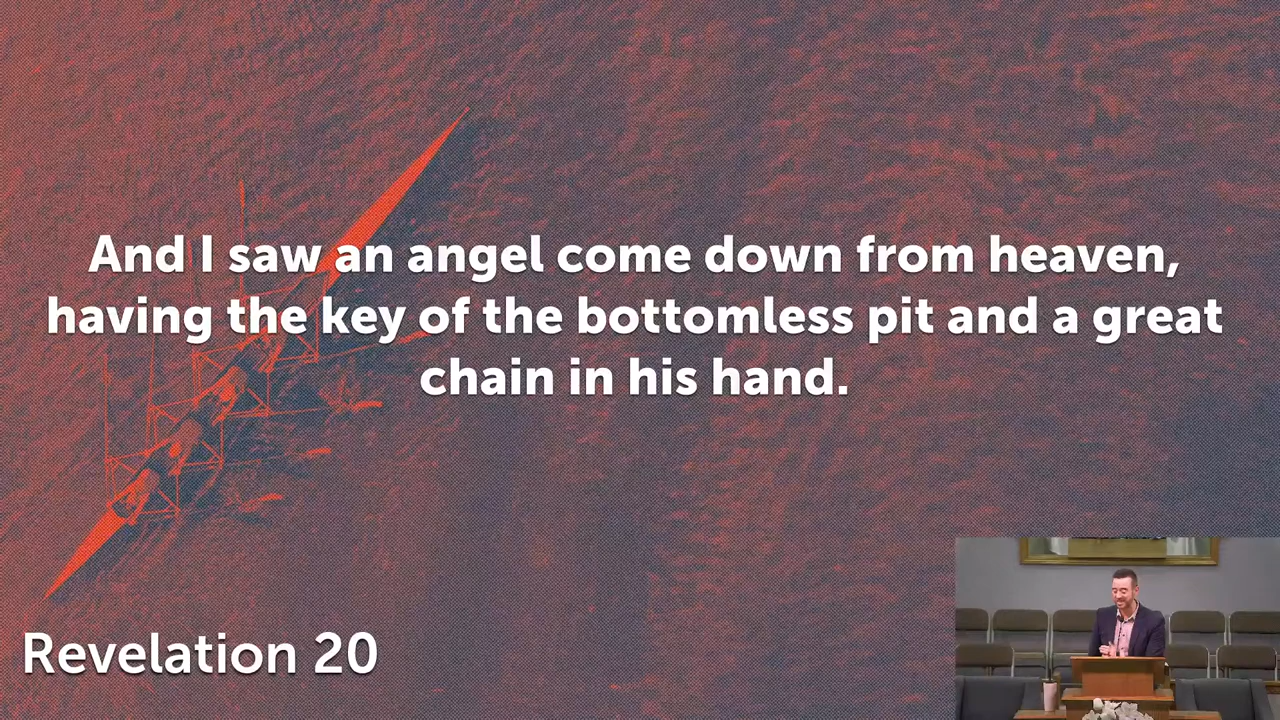 And I saw an angel come down from heaven,
having the key of the bottomless pit and a great
chain in his hand.
Revelation 20